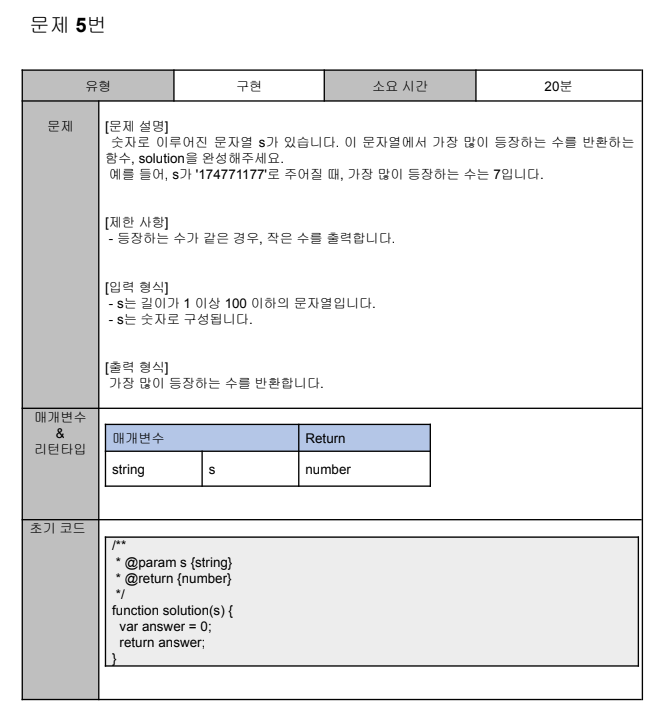 문제 5번
유형 구현 소요 시간 20분
문제
[문제 설명]
숫자로 이루어진 문자열 s가 있습니다. 이 문자열에서 가장 많이 등장하는 수를 반환하는
함수, solution을 완성해주세요.
예를 들어, s가 '174771177'로 주어질 때, 가장 많이 등장하는 수는 7입니다.
[제한 사항]
- 등장하는 수가 같은 경우, 작은 수를 출력합니다.
[입력 형식]
- s는 길이가 1 이상 100 이하의 문자열입니다.
- s는 숫자로 구성됩니다.
[출력 형식]
가장 많이 등장하는 수를 반환합니다.
매개변수
&
리턴타입
매개변수 Return
string s number
초기 코드
/**
* @param s {string}
* @return {number}
*/
function solution(s) {
var answer = 0;
return answer;
}